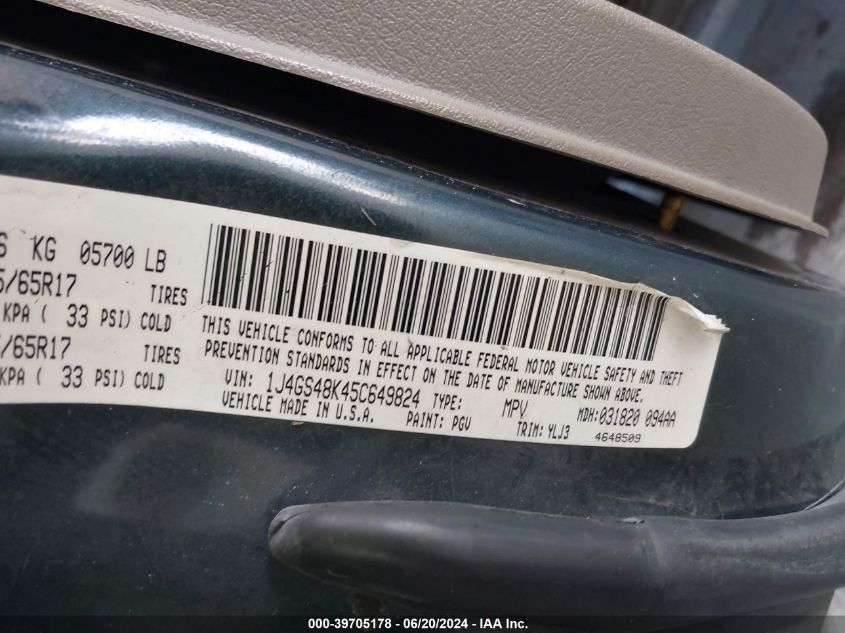 KG 05700 LB
/65R17 TIRES
KPA ( 33 PSI) COLD
/65R17 TIRES
KPA ( 33 PSI) COLD
THIS VEHICLE CONFORMS TO ALL APPLICABLE FEDERAL MOTOR VEHICLE SAFETY AND THEFT
PREVENTION STANDARDS IN EFFECT ON THE DATE OF MANUFACTURE SHOWN ABOVE.
VIN: 1J4GS48K45C649824 TYPE: MPV MDH:031820 094AA
VEHICLE MADE IN U.S.A. PAINT: PGV TRIM: YLJ3 4648509
000-39705178 - 06/20/2024 - IAA Inc.